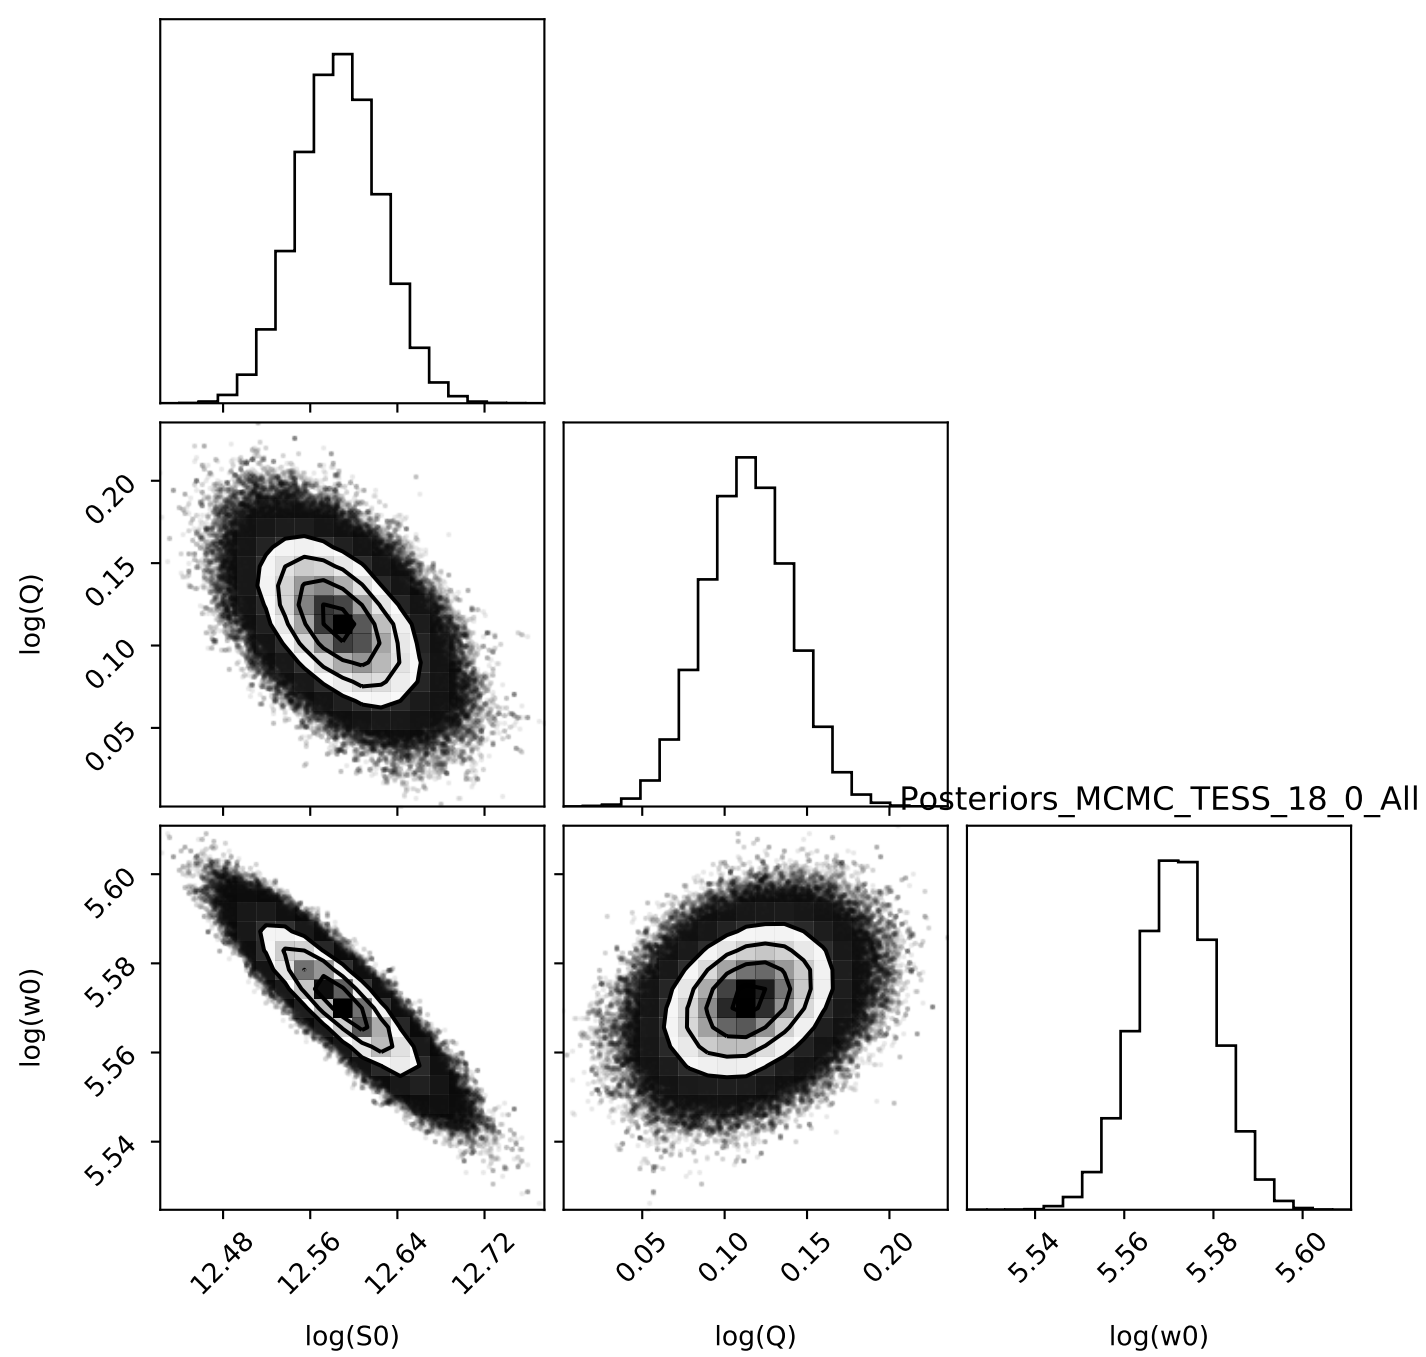 0.20
0.15
0.10
0.05
log(Q)
Posteriors_MCMC_TESS_18_0_All
5.60
5.58
5.56
5.54
log(w0)
12.48 12.56 12.64 12.72
0.05 0.10 0.15 0.20
5.54 5.56 5.58 5.60
log(S0) log(Q) log(w0)